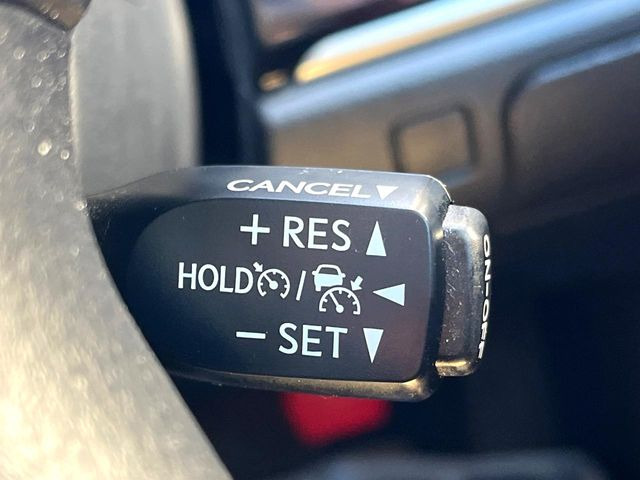 CANCEL
+ RES
HOLD /
- SET
ON-OFF